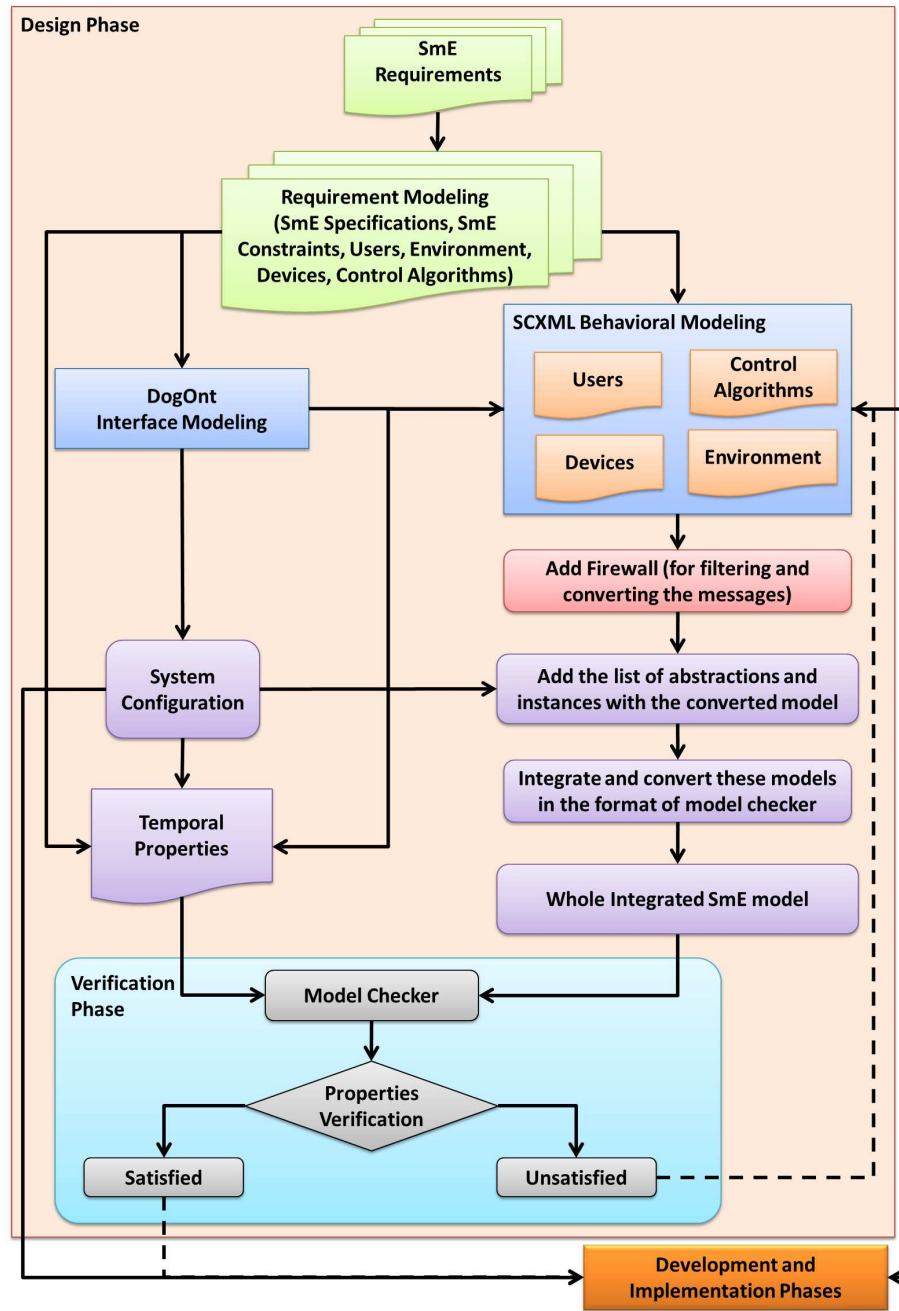 Design Phase
SmE
Requirements
Requirement Modeling
(SmE Specifications, SmE
Constraints, Users, Environment,
Devices, Control Algorithms)
SCXML Behavioral Modeling
Users
Control
Algorithms
Devices
Environment
DogOnt
Interface Modeling
Add Firewall (for filtering and
converting the messages)
System
Configuration
Add the list of abstractions and
instances with the converted model
Integrate and convert these models
in the format of model checker
Temporal
Properties
Whole Integrated SmE model
Verification
Phase
Model Checker
Properties
Verification
Satisfied
Unsatisfied
Development and
Implementation Phases